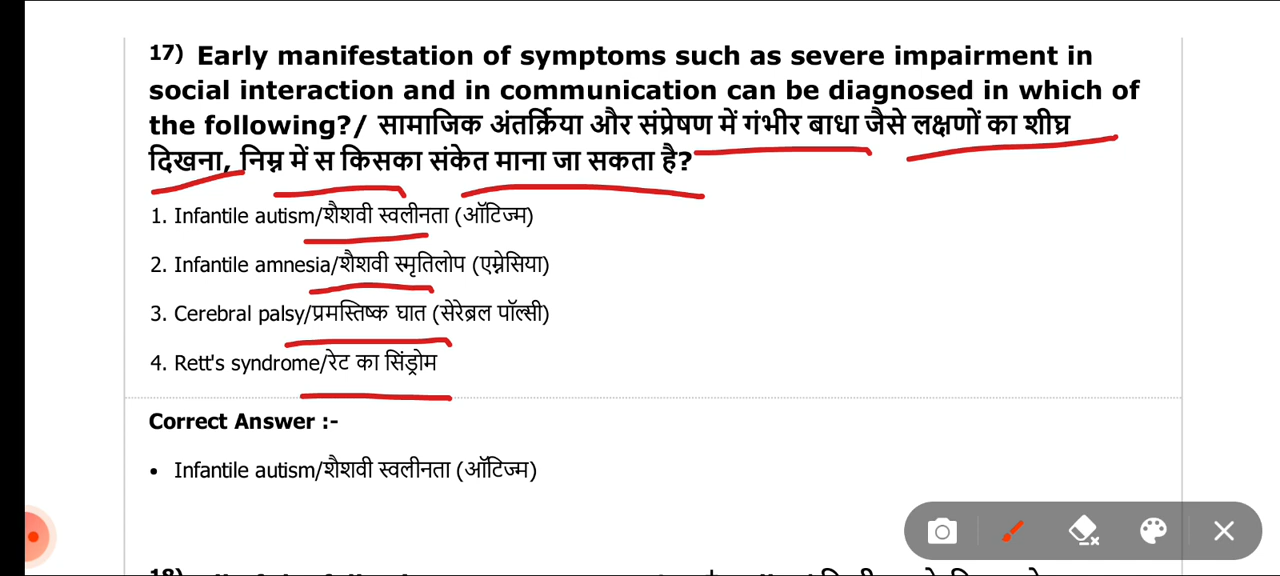 17) Early manifestation of symptoms such as severe impairment in
social interaction and in communication can be diagnosed in which of
the following?/ सामाजिक अंतर्क्रिया और संप्रेषण में गंभीर बाधा जैसे लक्षणों का शीघ्र
दिखना, निम्न में स किसका संकेत माना जा सकता है?
1. Infantile autism/शैशवी स्वलीनता (ऑटिज्म)
2. Infantile amnesia/शैशवी स्मृतिलोप (एम्नेसिया)
3. Cerebral palsy/प्रमस्तिष्क घात (सेरेब्रल पॉल्सी)
4. Rett's syndrome/रेट का सिंड्रोम
Correct Answer :-
• Infantile autism/शैशवी स्वलीनता (ऑटिज्म)